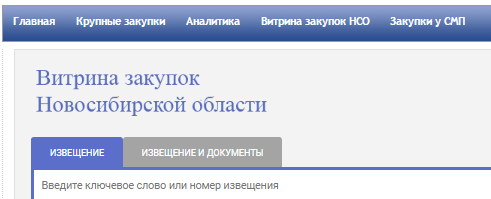 Главная Крупные закупки Аналитика Витрина закупок НСО Закупки у СМП
Витрина закупок
Новосибирской области
ИЗВЕЩЕНИЕ ИЗВЕЩЕНИЕ И ДОКУМЕНТЫ
Введите ключевое слово или номер извещения